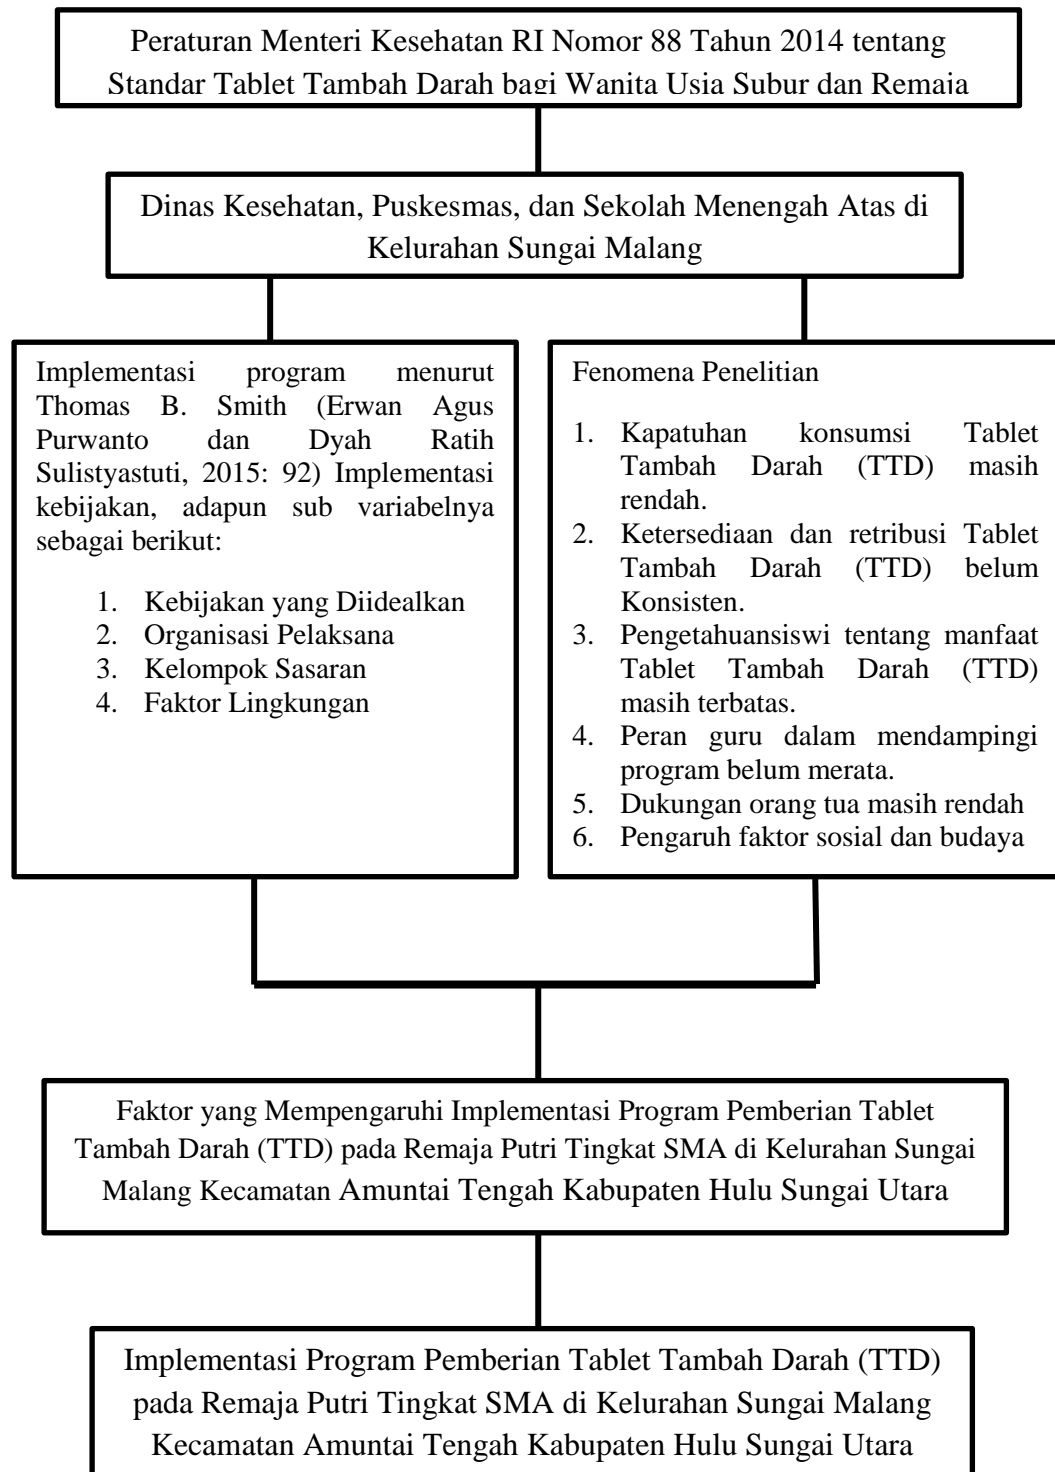 Peraturan Menteri Kesehatan RI Nomor 88 Tahun 2014 tentang
Standar Tablet Tambah Darah bagi Wanita Usia Subur dan Remaja
Dinas Kesehatan, Puskesmas, dan Sekolah Menengah Atas di
Kelurahan Sungai Malang
Implementasi program menurut
Thomas B. Smith (Erwan Agus
Purwanto dan Dyah Ratih
Sulistyastuti, 2015: 92) Implementasi
kebijakan, adapun sub variabelnya
sebagai berikut:
1. Kebijakan yang Diidealkan
2. Organisasi Pelaksana
3. Kelompok Sasaran
4. Faktor Lingkungan
Fenomena Penelitian
1. Kapatuhan konsumsi Tablet
Tambah Darah (TTD) masih
rendah.
2. Ketersediaan dan retribusi Tablet
Tambah Darah (TTD) belum
Konsisten.
3. Pengetahuansiswi tentang manfaat
Tablet Tambah Darah (TTD)
masih terbatas.
4. Peran guru dalam mendampingi
program belum merata.
5. Dukungan orang tua masih rendah
6. Pengaruh faktor sosial dan budaya
Faktor yang Mempengaruhi Implementasi Program Pemberian Tablet
Tambah Darah (TTD) pada Remaja Putri Tingkat SMA di Kelurahan Sungai
Malang Kecamatan Amuntai Tengah Kabupaten Hulu Sungai Utara
Implementasi Program Pemberian Tablet Tambah Darah (TTD)
pada Remaja Putri Tingkat SMA di Kelurahan Sungai Malang
Kecamatan Amuntai Tengah Kabupaten Hulu Sungai Utara